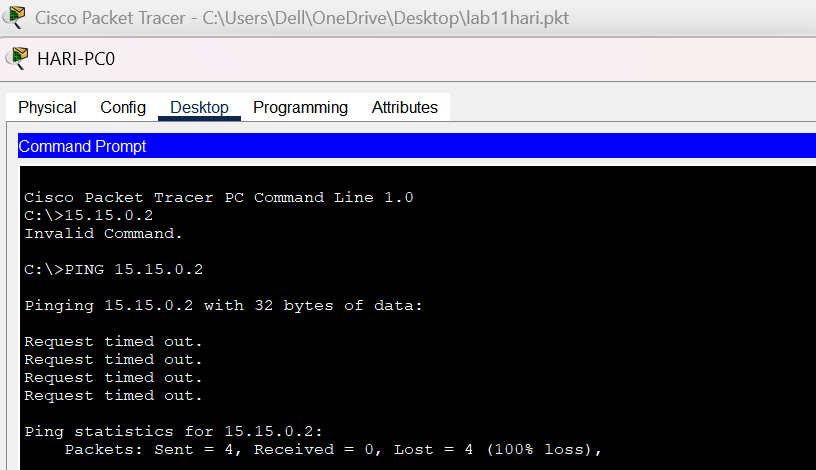 Cisco Packet Tracer - C:\Users\Dell\OneDrive\Desktop\lab11hari.pkt
HARI-PC0
Physical Config Desktop Programming Attributes
Command Prompt
Cisco Packet Tracer PC Command Line 1.0
C:\>15.15.0.2
Invalid Command.
C:\>PING 15.15.0.2
Pinging 15.15.0.2 with 32 bytes of data:
Request timed out.
Request timed out.
Request timed out.
Request timed out.
Ping statistics for 15.15.0.2:
Packets: Sent = 4, Received = 0, Lost = 4 (100% loss),